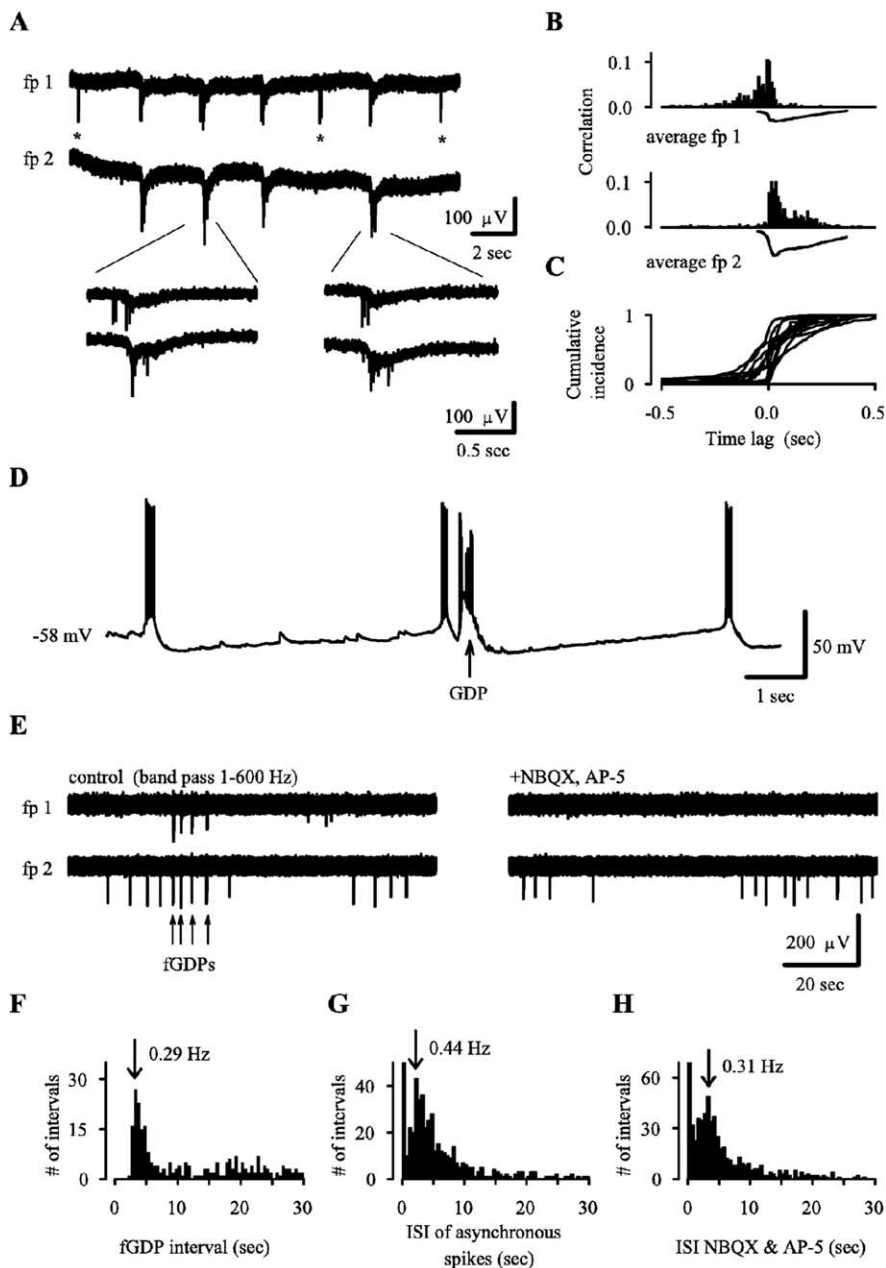 A
fp 1
*
*
*
fp 2
100 µV
2 sec
100 µV
0.5 sec
B
0.1
0.0
average fp 1
Correlation
0.1
0.0
average fp 2
C
1
0
Cumulative
incidence
-0.5
0.0
0.5
Time lag (sec)
D
-58 mV
GDP
50 mV
1 sec
E
control (band pass 1-600 Hz)
+NBQX, AP-5
fp 1
fp 2
fGDPs
200 µV
20 sec
F
0.29 Hz
# of intervals
30
15
0
0
10
20
30
fGDP interval (sec)
G
0.44 Hz
# of intervals
40
20
0
0
10
20
30
ISI of asynchronous
spikes (sec)
H
0.31 Hz
# of intervals
60
30
0
0
10
20
30
ISI NBQX & AP-5 (sec)